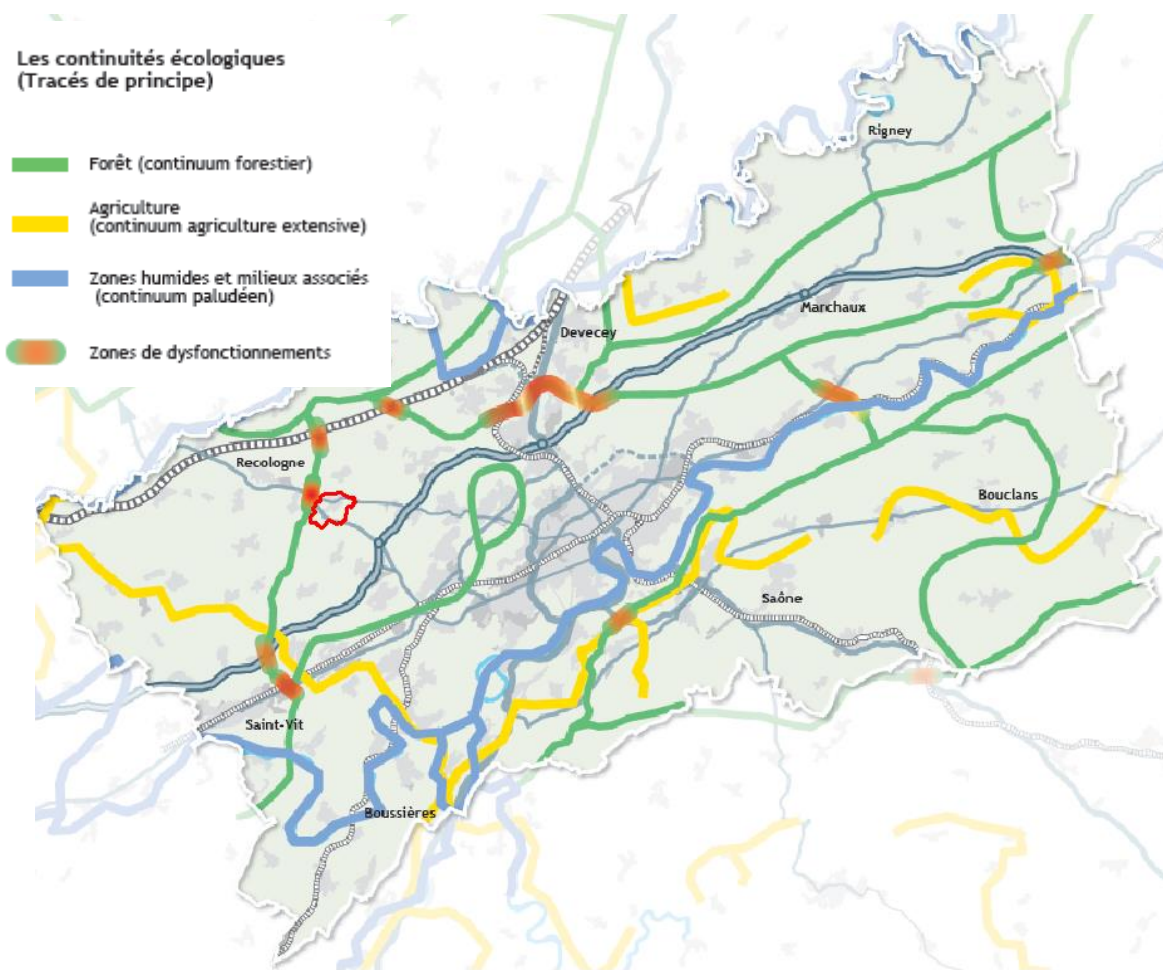 Les continuités écologiques
(Tracés de principe)
Forêt (continuum forestier)
Agriculture
(continuum agriculture extensive)
Zones humides et milieux associés
(continuum paludéen)
Zones de dysfonctionnements
Rigney
Marchaux
Devecey
Recologne
Bouclans
Saône
Saint-Vit
Boussières